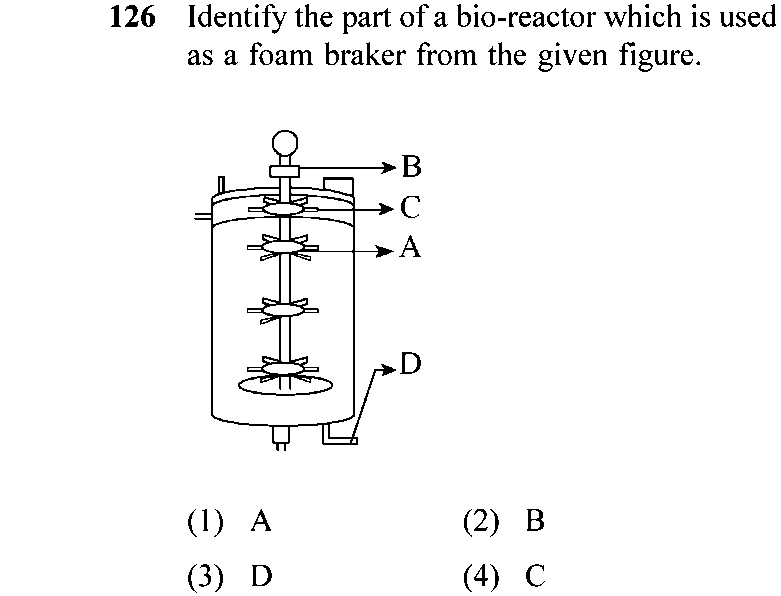 126 Identify the part of a bio-reactor which is used
as a foam braker from the given figure.
B
C
A
D
(1) A (2) B
(3) D (4) C